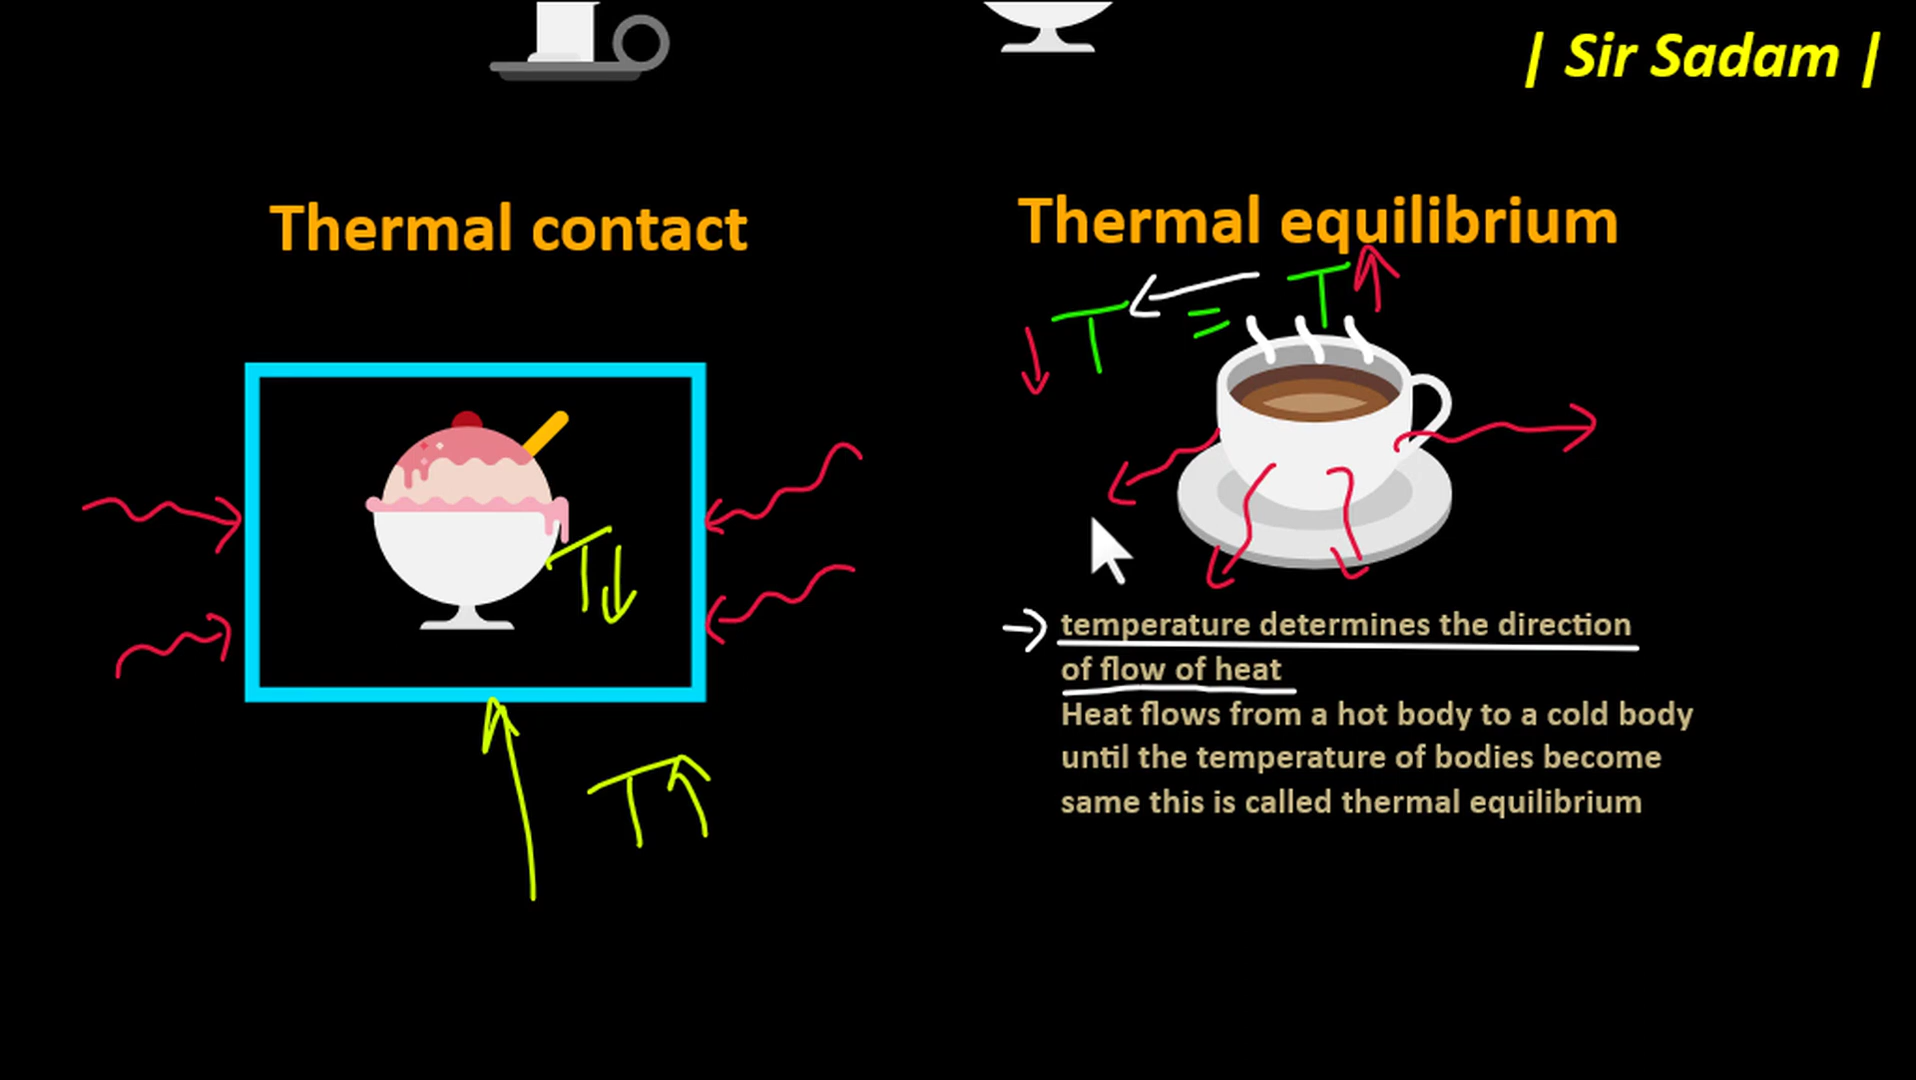 | Sir Sadam |
Thermal contact
Thermal equilibrium
T
T
T
T
temperature determines the direction
of flow of heat
Heat flows from a hot body to a cold body
until the temperature of bodies become
same this is called thermal equilibrium